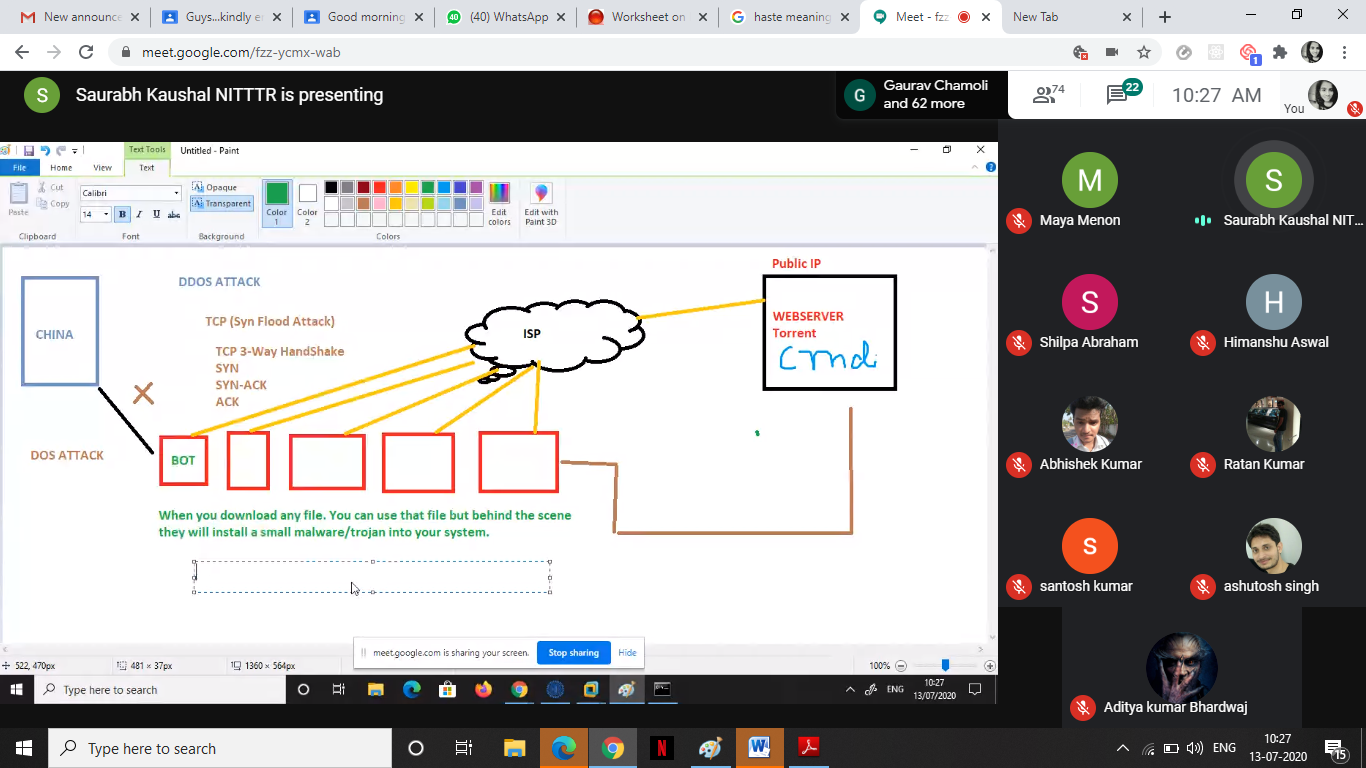 New announce
Guys...kindly e
Good morning
(40) WhatsApp
Worksheet on
haste meaning
Meet - fzz
New Tab
meet.google.com/fzz-ycmx-wab
1
S
Saurabh Kaushal NITTTR is presenting
G
Gaurav Chamoli
and 62 more
74
22
10:27 AM
You
Text Tools
Untitled - Paint
File
Home
View
Text
Paste
Cut
Copy
Clipboard
Calibri
14
B
I
U
abc
Font
Opaque
Transparent
Background
Color
1
Color
2
Edit
colors
Colors
Edit with
Paint 3D
CHINA
DDOS ATTACK
TCP (Syn Flood Attack)
TCP 3-Way HandShake
SYN
SYN-ACK
ACK
DOS ATTACK
BOT
ISP
Public IP
WEBSERVER
Torrent
When you download any file. You can use that file but behind the scene
they will install a small malware/trojan into your system.
meet.google.com is sharing your screen.
Stop sharing
Hide
522, 470px
481 × 37px
1360 × 564px
100%
Type here to search
ENG
10:27
13/07/2020
M
Maya Menon
S
Saurabh Kaushal NIT...
S
Shilpa Abraham
H
Himanshu Aswal
Abhishek Kumar
Ratan Kumar
s
santosh kumar
ashutosh singh
Aditya kumar Bhardwaj
Type here to search
N
W
ENG
10:27
13-07-2020
15